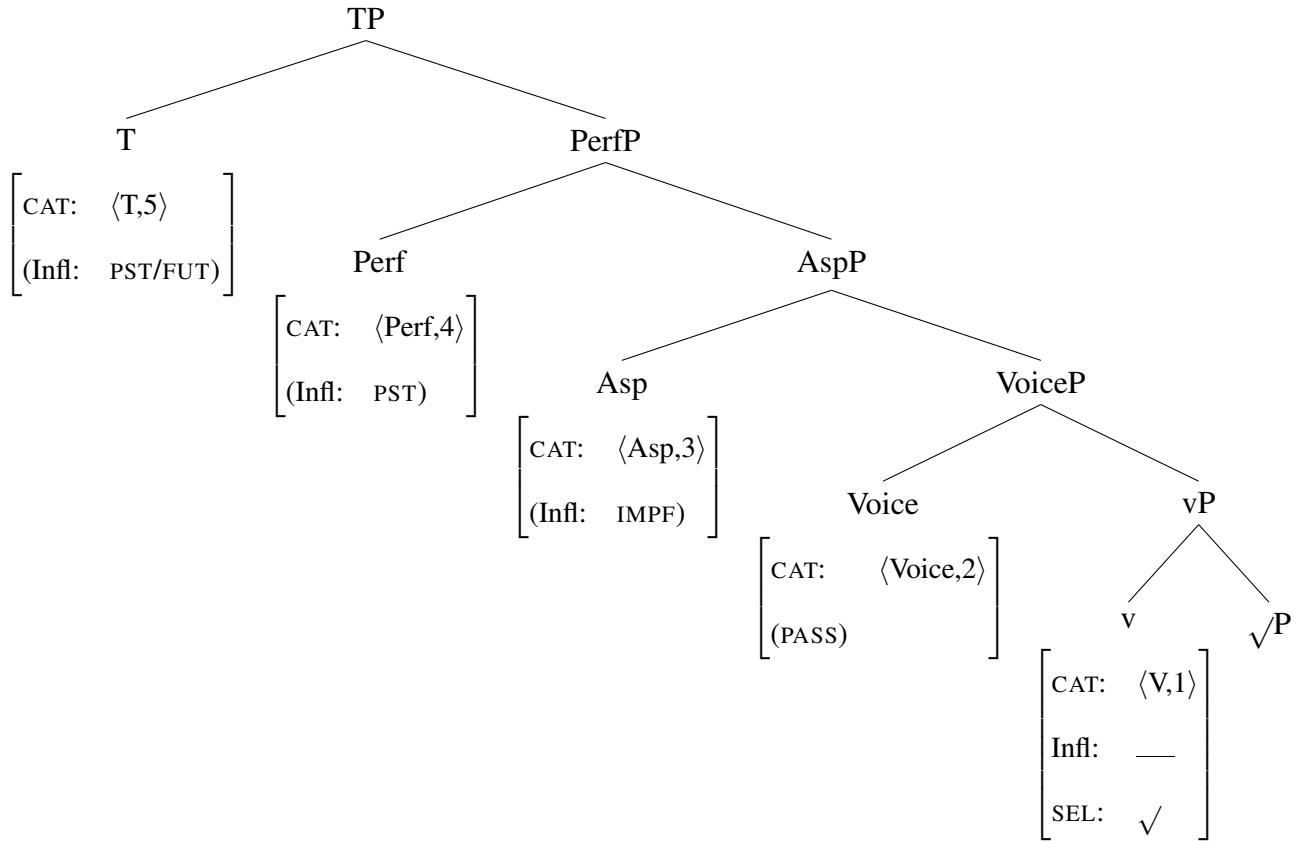 TP
T PerfP
CAT: ⟨T,5⟩
(Infl: PST/FUT)
Perf AspP
CAT: ⟨Perf,4⟩
(Infl: PST)
Asp VoiceP
CAT: ⟨Asp,3⟩
(Infl: IMPF)
Voice vP
CAT: ⟨Voice,2⟩
(PASS)
v √P
CAT: ⟨V,1⟩
Infl: __
SEL: √